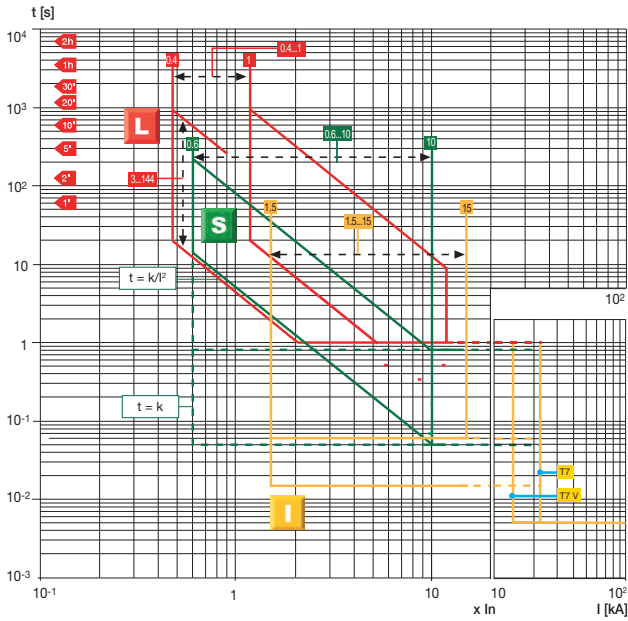 t [s]
10⁴
2h
0.4
1
0.4...1
1h
30'
20'
10³
L
0.6...10
10'
0.6
10
5'
3...144
2"
10²
1"
1.5
15
S
1.5...15
10
t = k/I²
10²
1
t = k
10⁻¹
T7
10⁻²
T7 V
I
10⁻³
10⁻¹
1
10
10
10²
x In
I [kA]